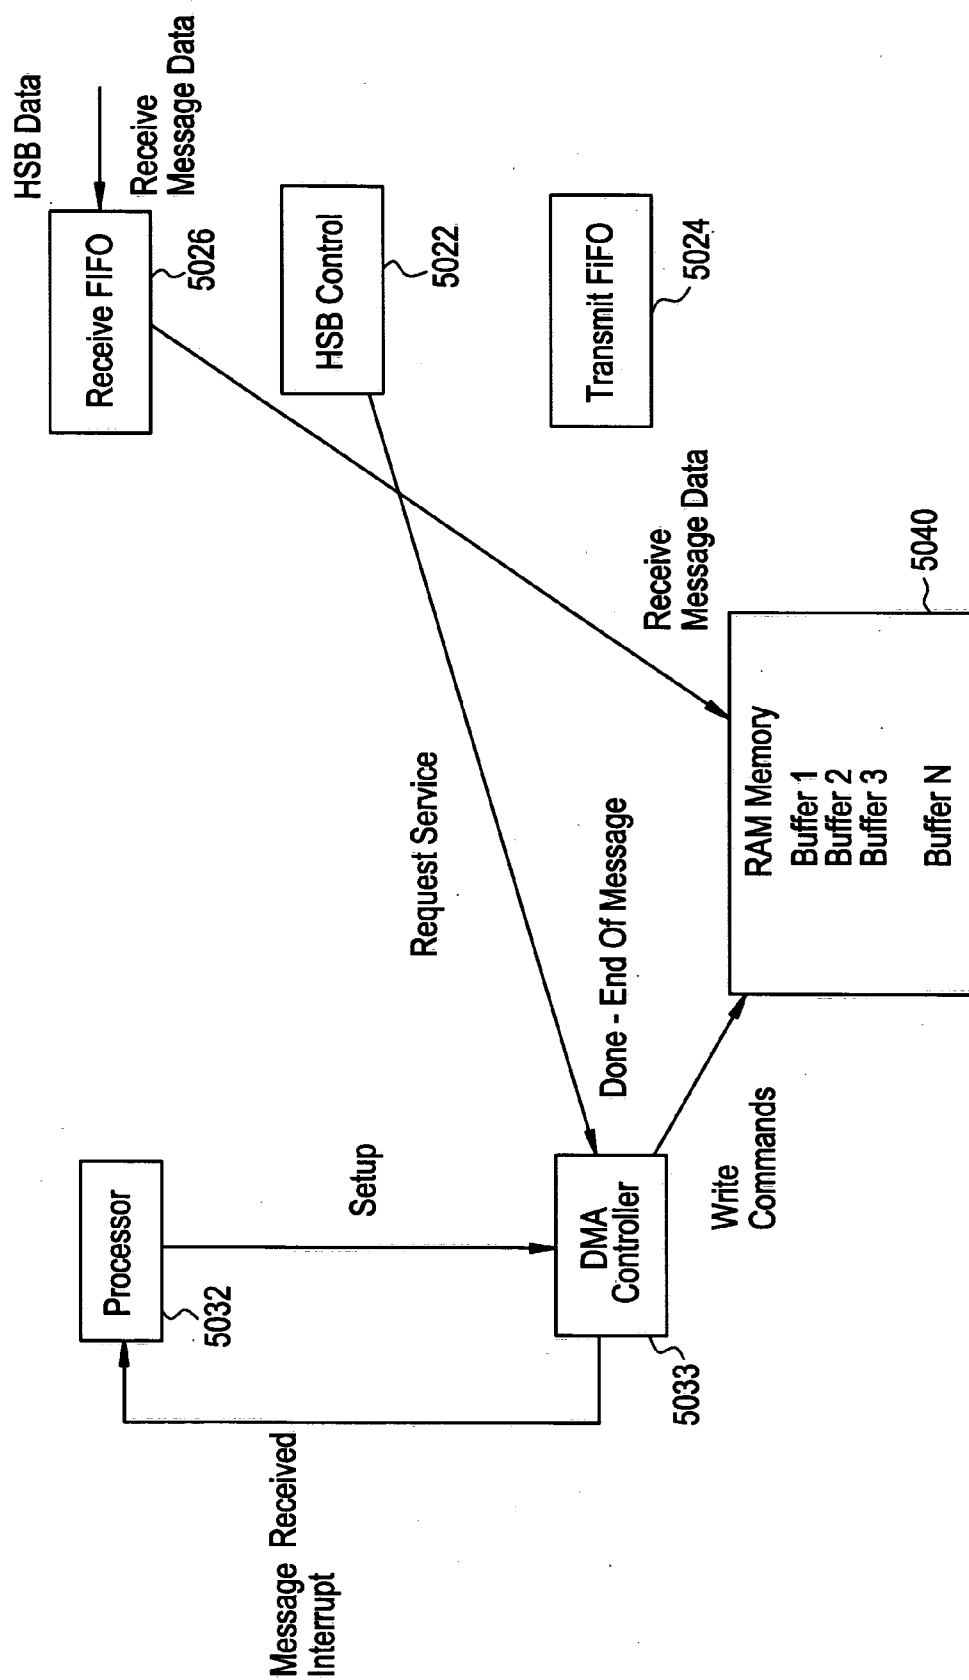 HSB Data
Receive
Message Data
Receive FIFO
5026
HSB Control
5022
Transmit FiFO
5024
Receive
Message Data
5040
RAM Memory
Buffer 1
Buffer 2
Buffer 3
Buffer N
Request Service
Done - End Of Message
Write
Commands
Processor
5032
Setup
DMA
Controller
5033
Message Received
Interrupt